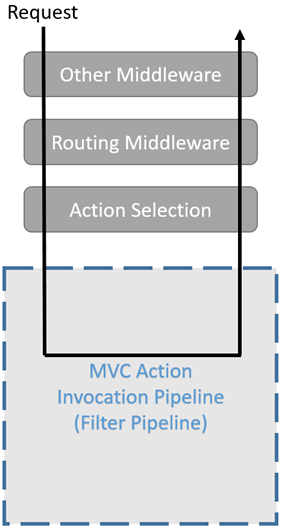 Request
Other Middleware
Routing Middleware
Action Selection
MVC Action
Invocation Pipeline
(Filter Pipeline)